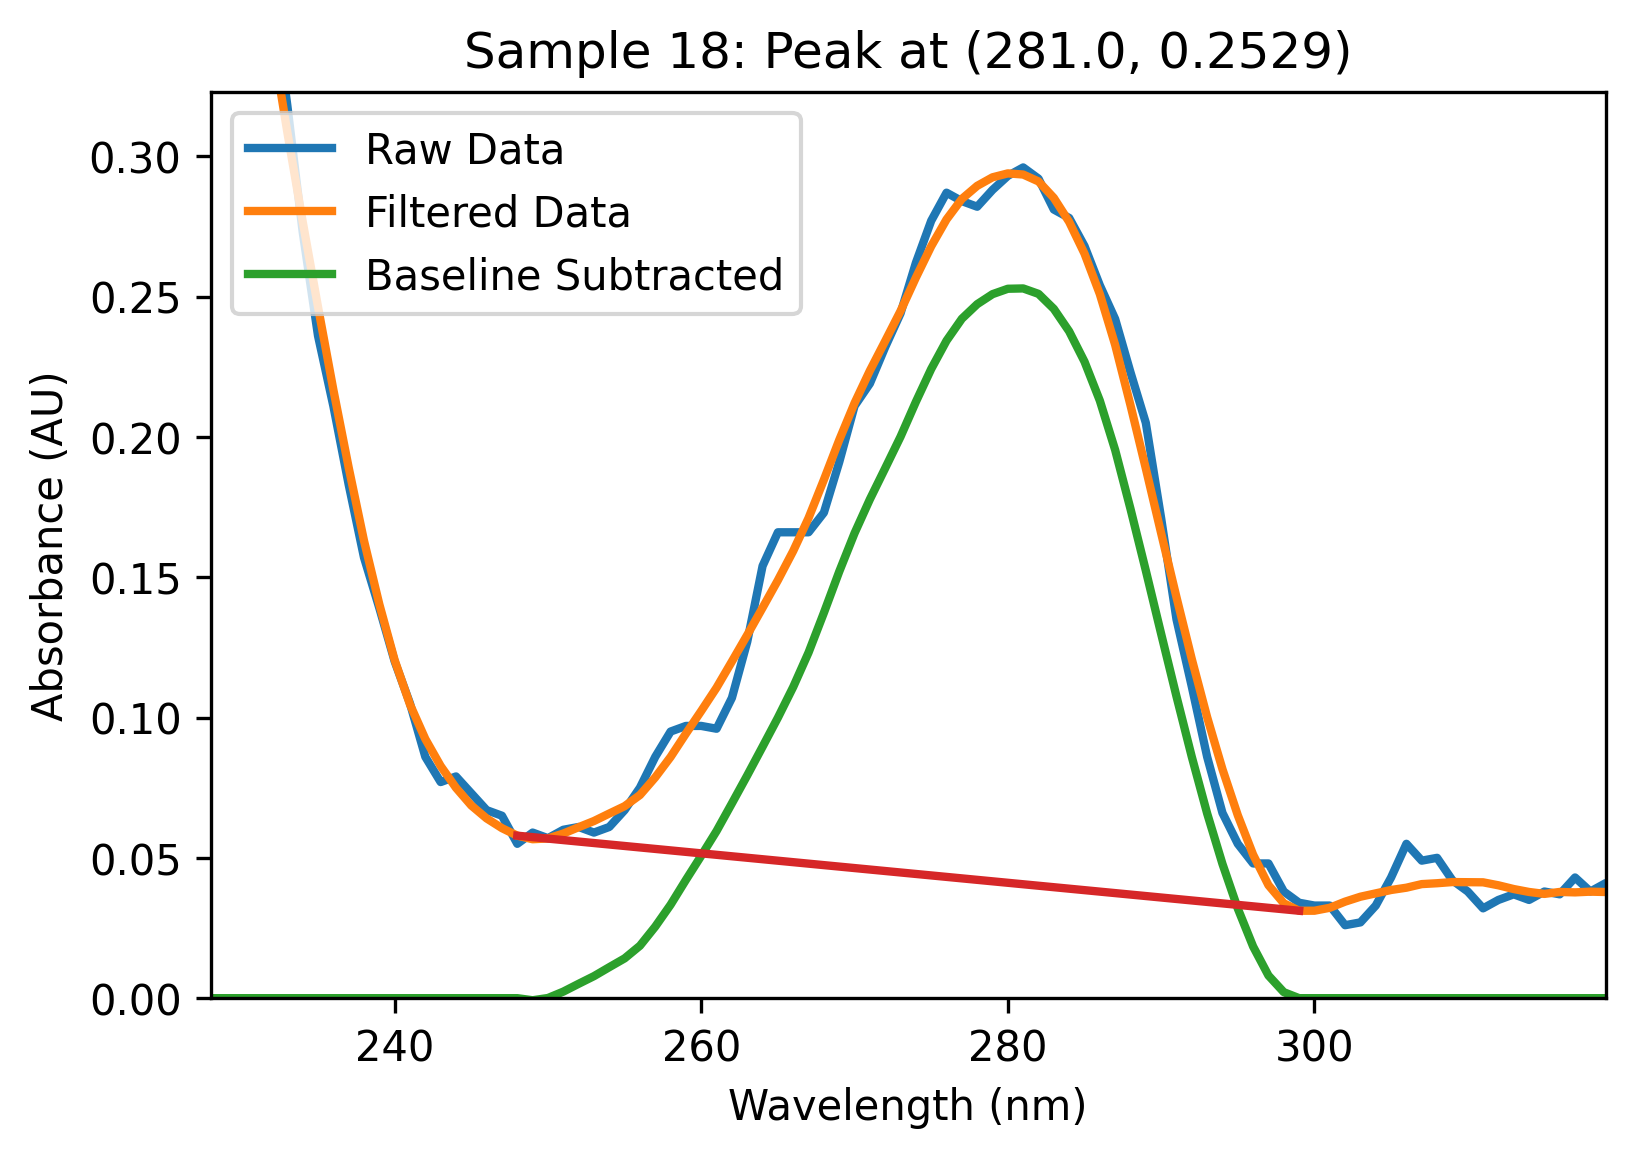 Sample 18: Peak at (281.0, 0.2529)
Raw Data
Filtered Data
Baseline Subtracted
Absorbance (AU)
0.30
0.25
0.20
0.15
0.10
0.05
0.00
240 260 280 300
Wavelength (nm)